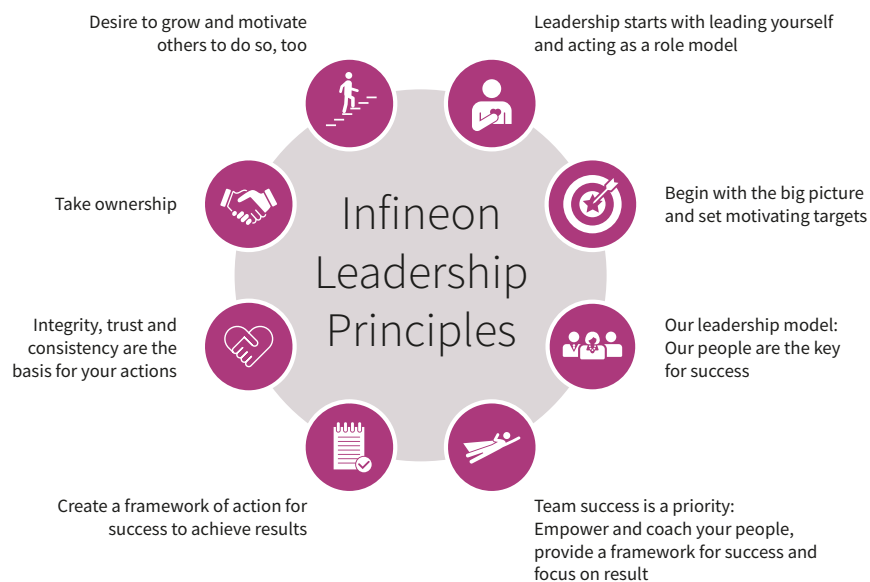 Desire to grow and motivate
others to do so, too
Leadership starts with leading yourself
and acting as a role model
Take ownership
Begin with the big picture
and set motivating targets
Infineon
Leadership
Principles
Integrity, trust and
consistency are the
basis for your actions
Our leadership model:
Our people are the key
for success
Create a framework of action for
success to achieve results
Team success is a priority:
Empower and coach your people,
provide a framework for success and
focus on result